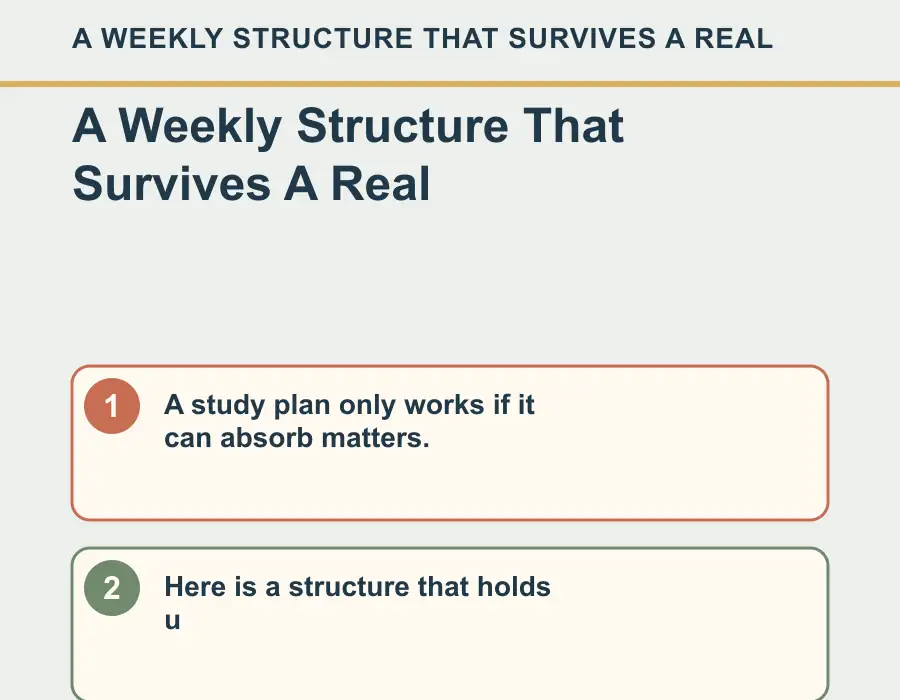 A WEEKLY STRUCTURE THAT SURVIVES A REAL
A Weekly Structure That
Survives A Real
1
A study plan only works if it
can absorb matters.
2
Here is a structure that holds
u